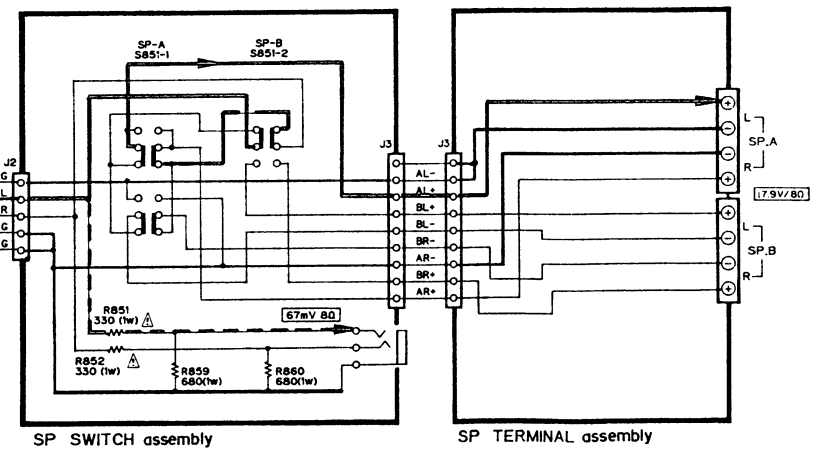 SP-A
S851-1
SP-B
S851-2
J2
G
L
R
G
G
J3
J3
AL-
AL+
BL+
BL-
BR-
AR-
BR+
AR+
L
SP.A
R
17.9V/8Ω
L
SP.B
R
R851
330 (1w)
67mV 8Ω
R852
330 (1w)
R859
680(1w)
R860
680(1w)
SP SWITCH assembly
SP TERMINAL assembly